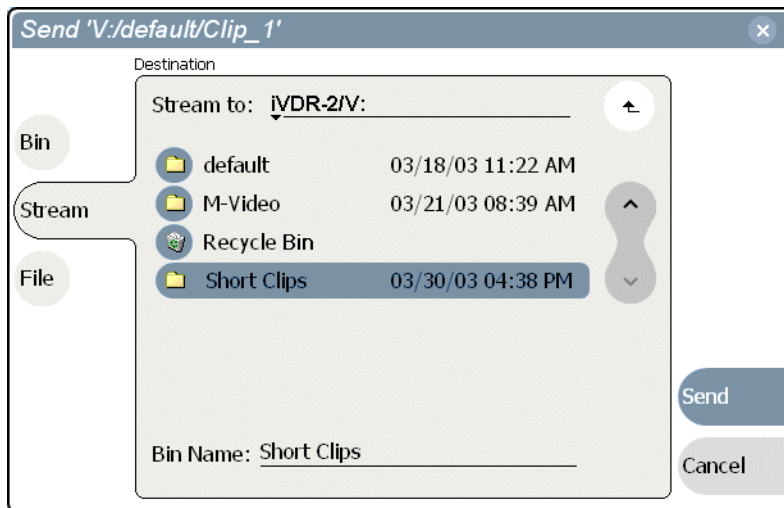 Send 'V:/default/Clip_1'
Destination
Stream to: iVDR-2/V:
Bin
Stream
File
default 03/18/03 11:22 AM
M-Video 03/21/03 08:39 AM
Recycle Bin
Short Clips 03/30/03 04:38 PM
Bin Name: Short Clips
Send
Cancel